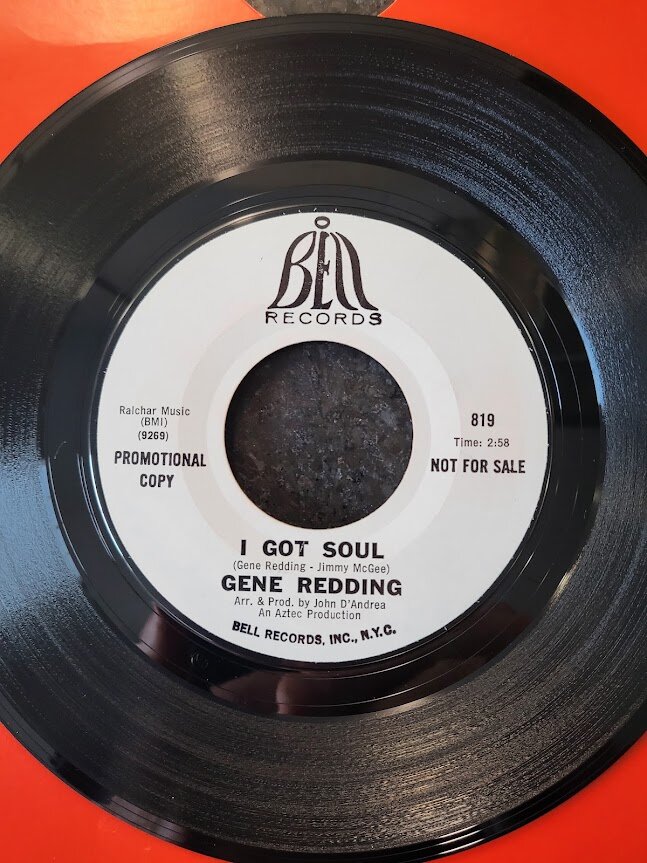 BELL
RECORDS
Ralchar Music
(BMI)
(9269)
PROMOTIONAL
COPY
819
Time: 2:58
NOT FOR SALE
I GOT SOUL
(Gene Redding - Jimmy McGee)
GENE REDDING
Arr. & Prod. by John D'Andrea
An Aztec Production
BELL RECORDS, INC., N.Y.C.